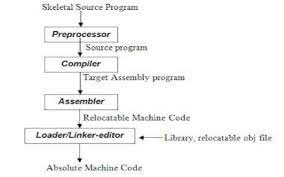 Skeletal Source Program
Preprocessor
Source program
Compiler
Target Assembly program
Assembler
Relocatable Machine Code
Loader/Linker-editor
Library, relocatable obj file
Absolute Machine Code